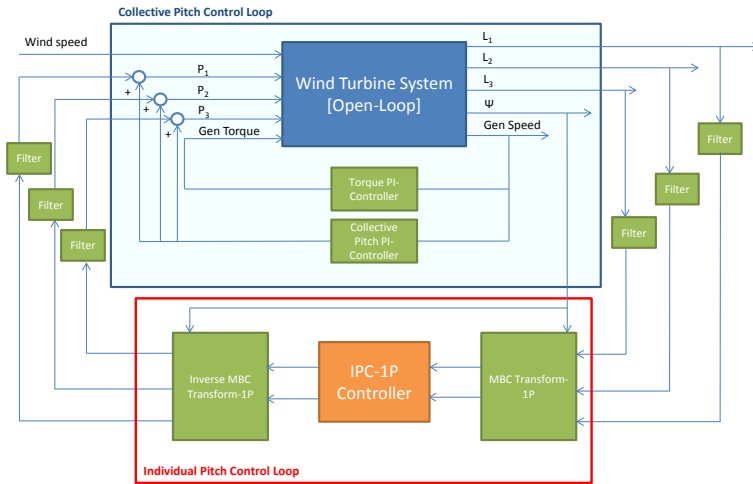 Collective Pitch Control Loop
Wind speed
P1
P2
P3
Gen Torque
+
+
+
Wind Turbine System
[Open-Loop]
L1
L2
L3
Ψ
Gen Speed
Torque PI-
Controller
Collective
Pitch PI-
Controller
Filter
Filter
Filter
Filter
Filter
Filter
Inverse MBC
Transform-1P
IPC-1P
Controller
MBC Transform-
1P
Individual Pitch Control Loop